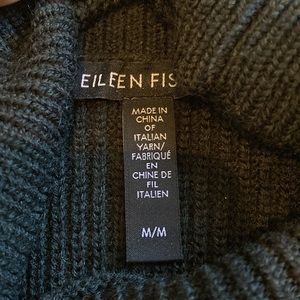 EILEEN FIS
MADE IN
CHINA
OF
ITALIAN
YARN/
FABRIQUÉ
EN
CHINE DE
FIL
ITALIEN
M/M